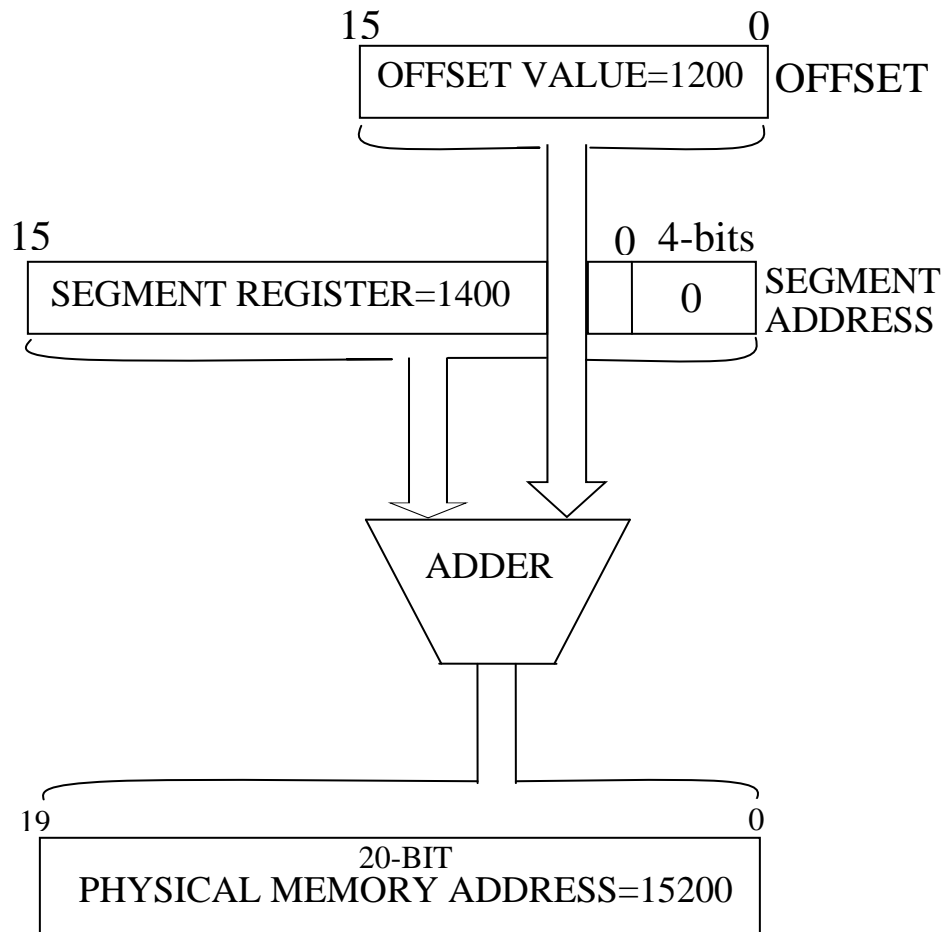 15 0
OFFSET VALUE=1200 OFFSET
15 0 4-bits
SEGMENT REGISTER=1400 0 SEGMENT
ADDRESS
ADDER
19 0
20-BIT
PHYSICAL MEMORY ADDRESS=15200